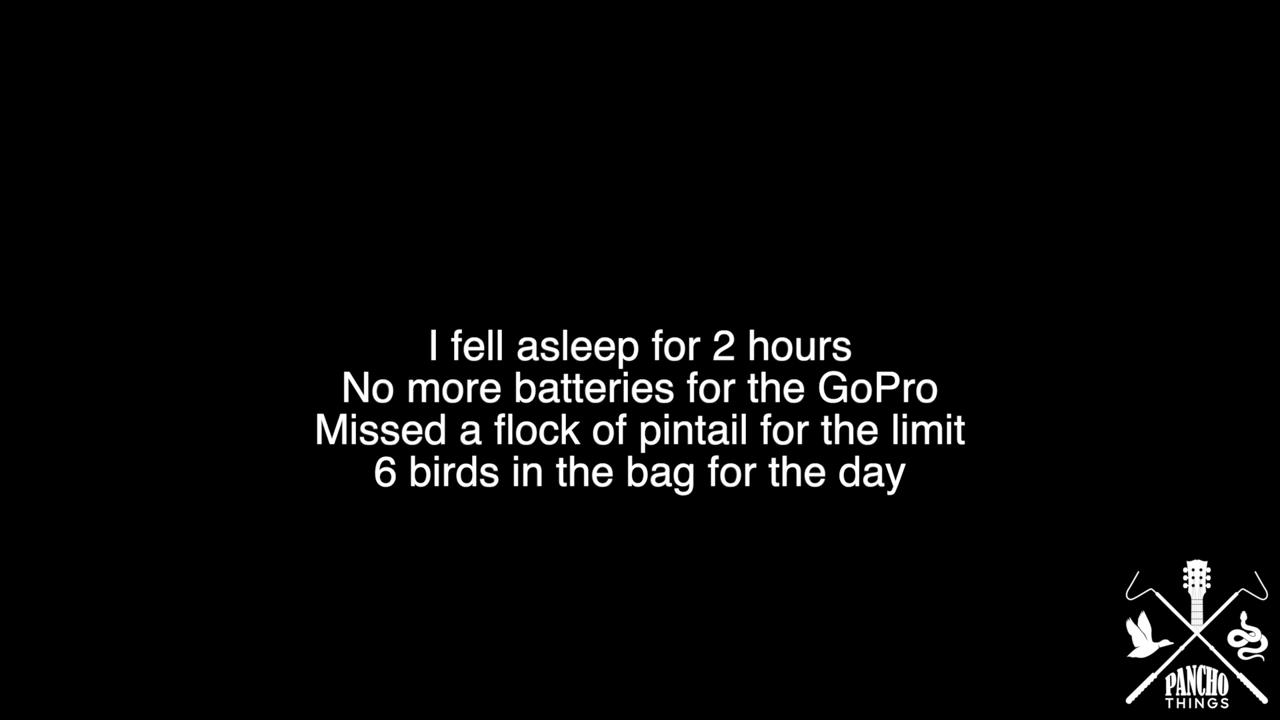 I fell asleep for 2 hours
No more batteries for the GoPro
Missed a flock of pintail for the limit
6 birds in the bag for the day
PANCHO
THINGS